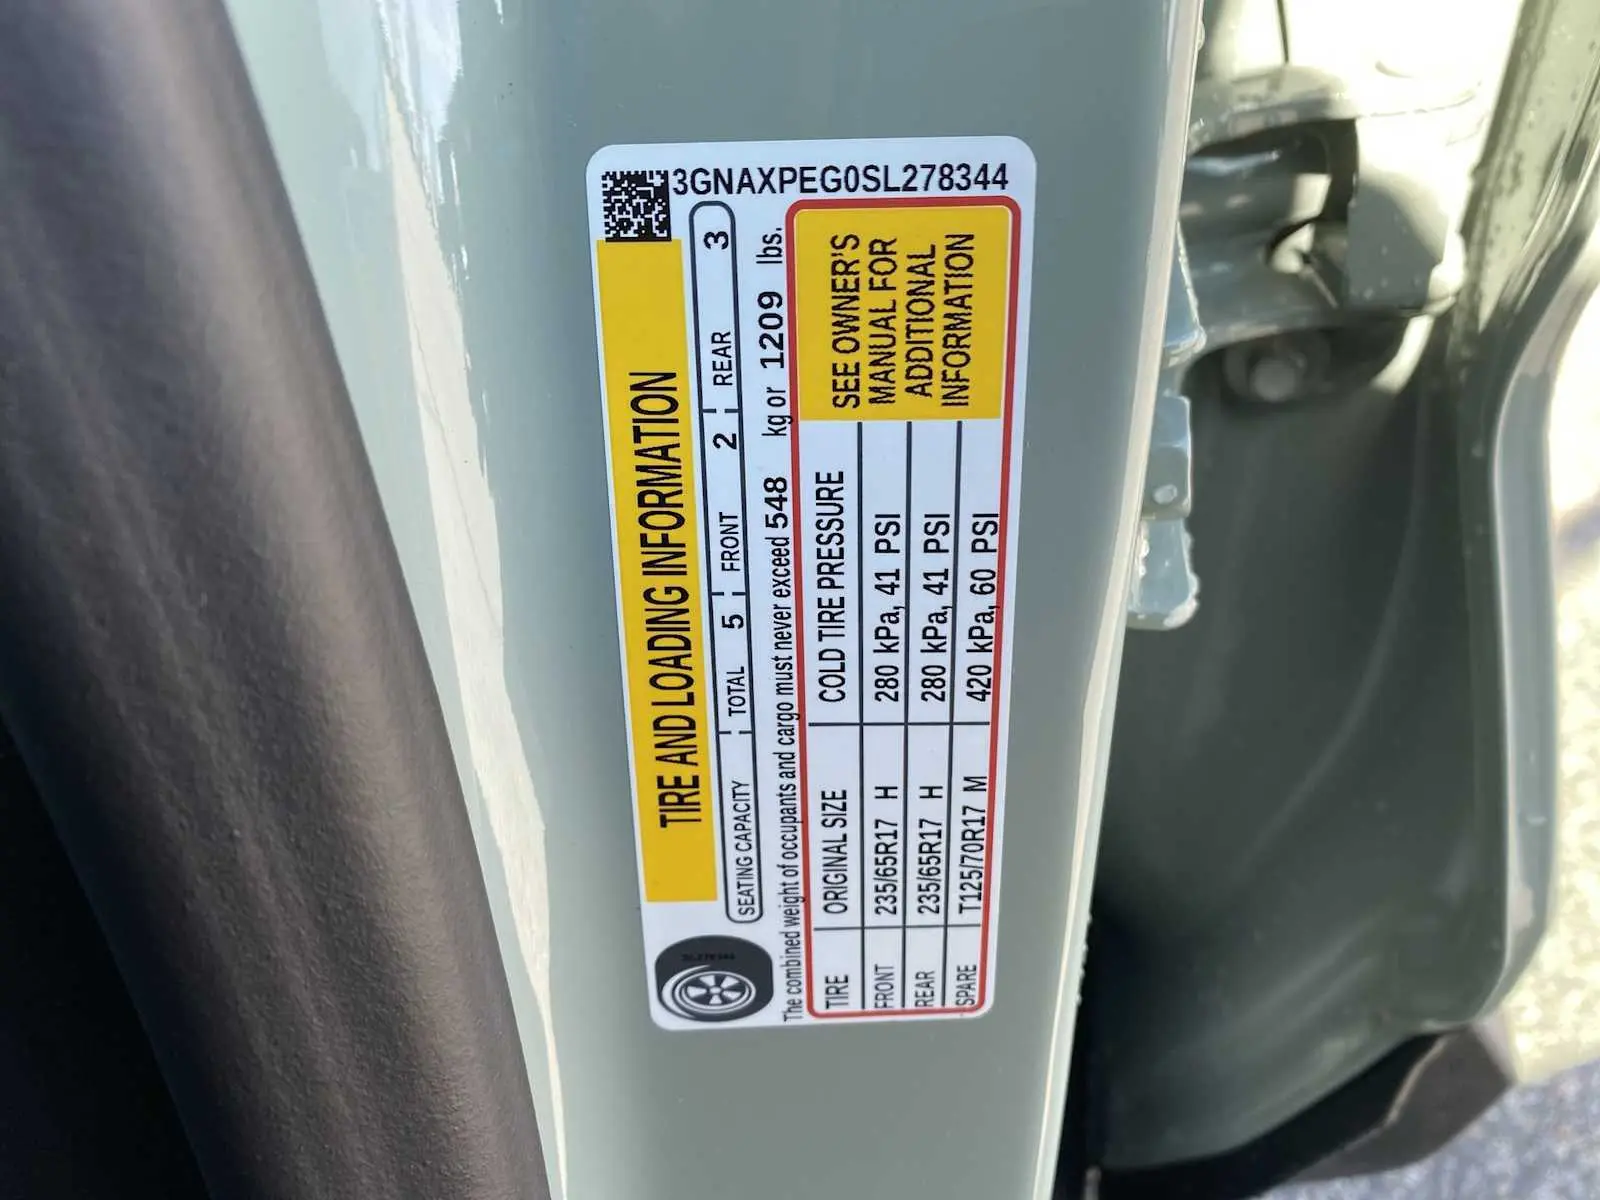 3GNAXPEG0SL278344
TIRE AND LOADING INFORMATION
SEATING CAPACITY TOTAL 5 FRONT 2 REAR 3
The combined weight of occupants and cargo must never exceed 548 kg or 1209 lbs.
TIRE ORIGINAL SIZE COLD TIRE PRESSURE
FRONT 235/65R17 H 280 kPa, 41 PSI
REAR 235/65R17 H 280 kPa, 41 PSI
SPARE T125/70R17 M 420 kPa, 60 PSI
SEE OWNER'S
MANUAL FOR
ADDITIONAL
INFORMATION
SL278344